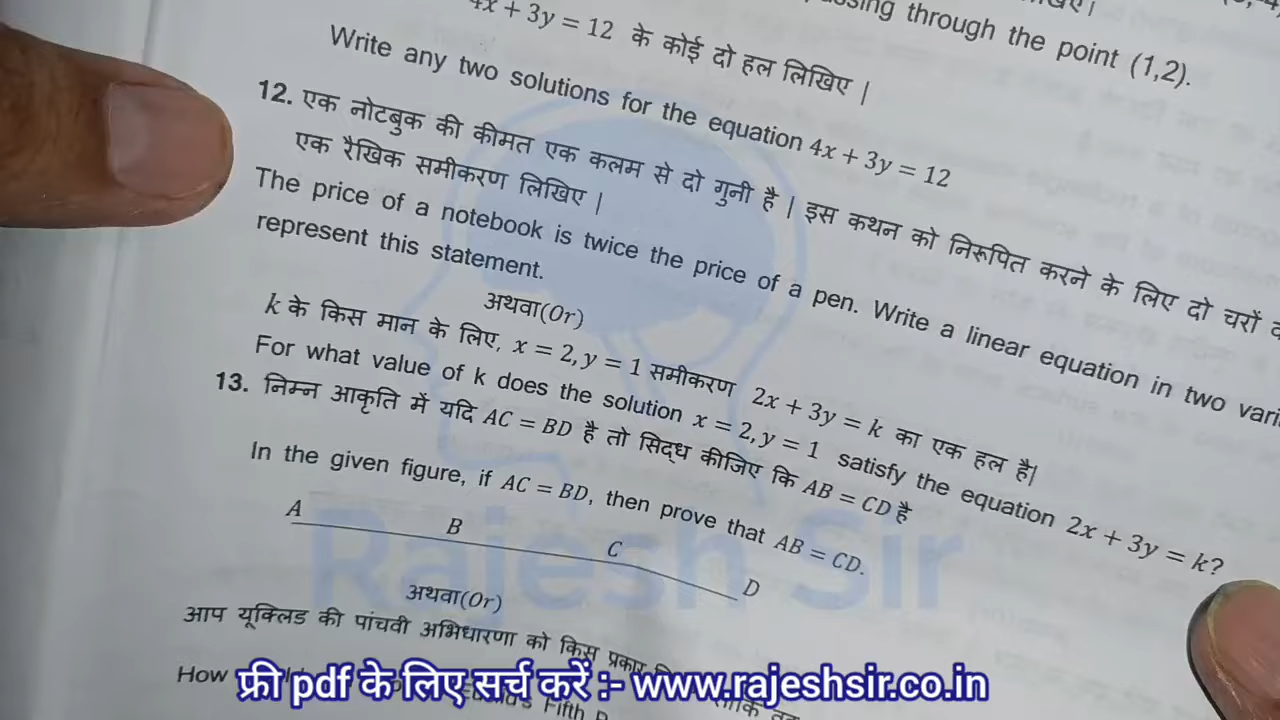 through the point (1,2).
4x + 3y = 12 के कोई दो हल लिखिए |
Write any two solutions for the equation 4x + 3y = 12
12. एक नोटबुक की कीमत एक कलम से दो गुनी है | इस कथन को निरूपित करने के लिए दो चरों
एक रैखिक समीकरण लिखिए |
The price of a notebook is twice the price of a pen. Write a linear equation in two
represent this statement.
अथवा(Or)
k के किस मान के लिए, x = 2, y = 1 समीकरण 2x + 3y = k का एक हल है|
For what value of k does the solution x = 2, y = 1 satisfy the equation 2x + 3y = k?
13. निम्न आकृति में यदि AC = BD है तो सिद्ध कीजिए कि AB = CD है
In the given figure, if AC = BD, then prove that AB = CD.
A B C D
Rajesh Sir
अथवा(Or)
आप यूक्लिड की पांचवी अभिधारणा को किस प्रकार
How
Fifth
फ्री pdf के लिए सर्च करें :- www.rajeshsir.co.in